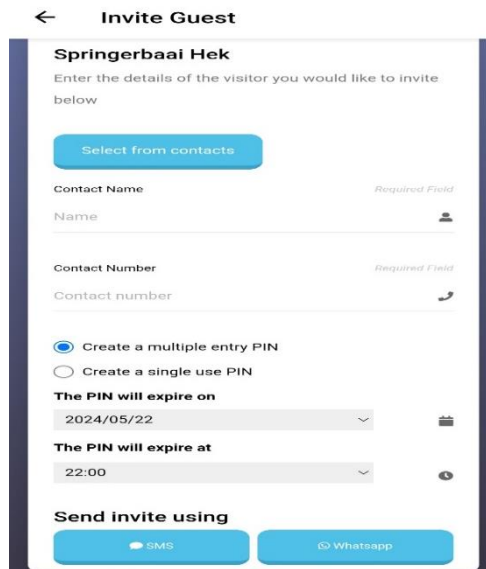 Invite Guest
Springerbaai Hek
Enter the details of the visitor you would like to invite
below
Select from contacts
Contact Name Required Field
Name
Contact Number Required Field
Contact number
Create a multiple entry PIN
Create a single use PIN
The PIN will expire on
2024/05/22
The PIN will expire at
22:00
Send invite using
SMS Whatsapp